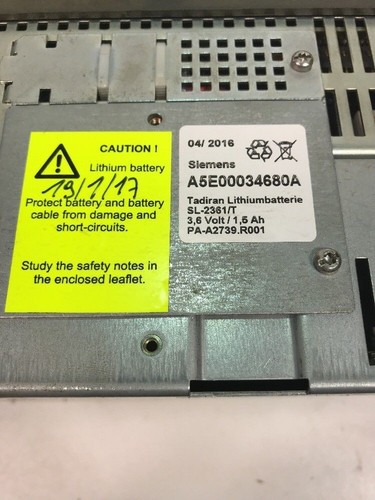 CAUTION !
Lithium battery
19/1/17
Protect battery and battery
cable from damage and
short-circuits.
Study the safety notes in
the enclosed leaflet.
04/ 2016
Siemens
A5E00034680A
Tadiran Lithiumbatterie
SL-2361/T
3,6 Volt / 1,5 Ah
PA-A2739.R001